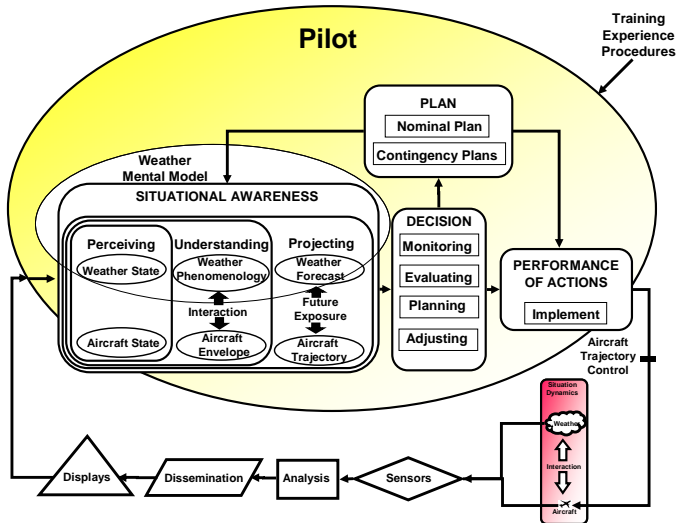 Training
Experience
Procedures
Pilot
PLAN
Nominal Plan
Contingency Plans
Weather
Mental Model
SITUATIONAL AWARENESS
Perceiving
Weather State
Aircraft State
Understanding
Weather
Phenomenology
Interaction
Aircraft
Envelope
Projecting
Weather
Forecast
Future
Exposure
Aircraft
Trajectory
DECISION
Monitoring
Evaluating
Planning
Adjusting
PERFORMANCE
OF ACTIONS
Implement
Aircraft
Trajectory
Control
Situation
Dynamics
Weather
Interaction
Aircraft
Displays
Dissemination
Analysis
Sensors